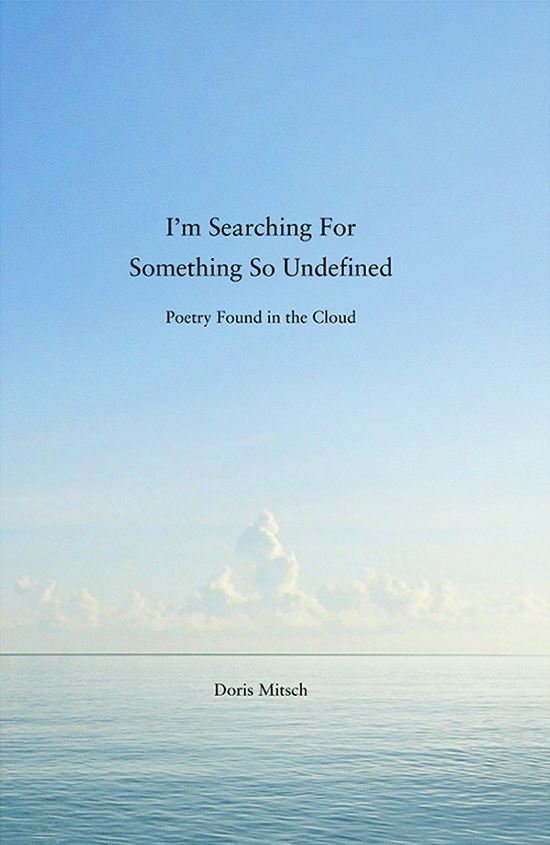 I'm Searching For
Something So Undefined
Poetry Found in the Cloud
Doris Mitsch